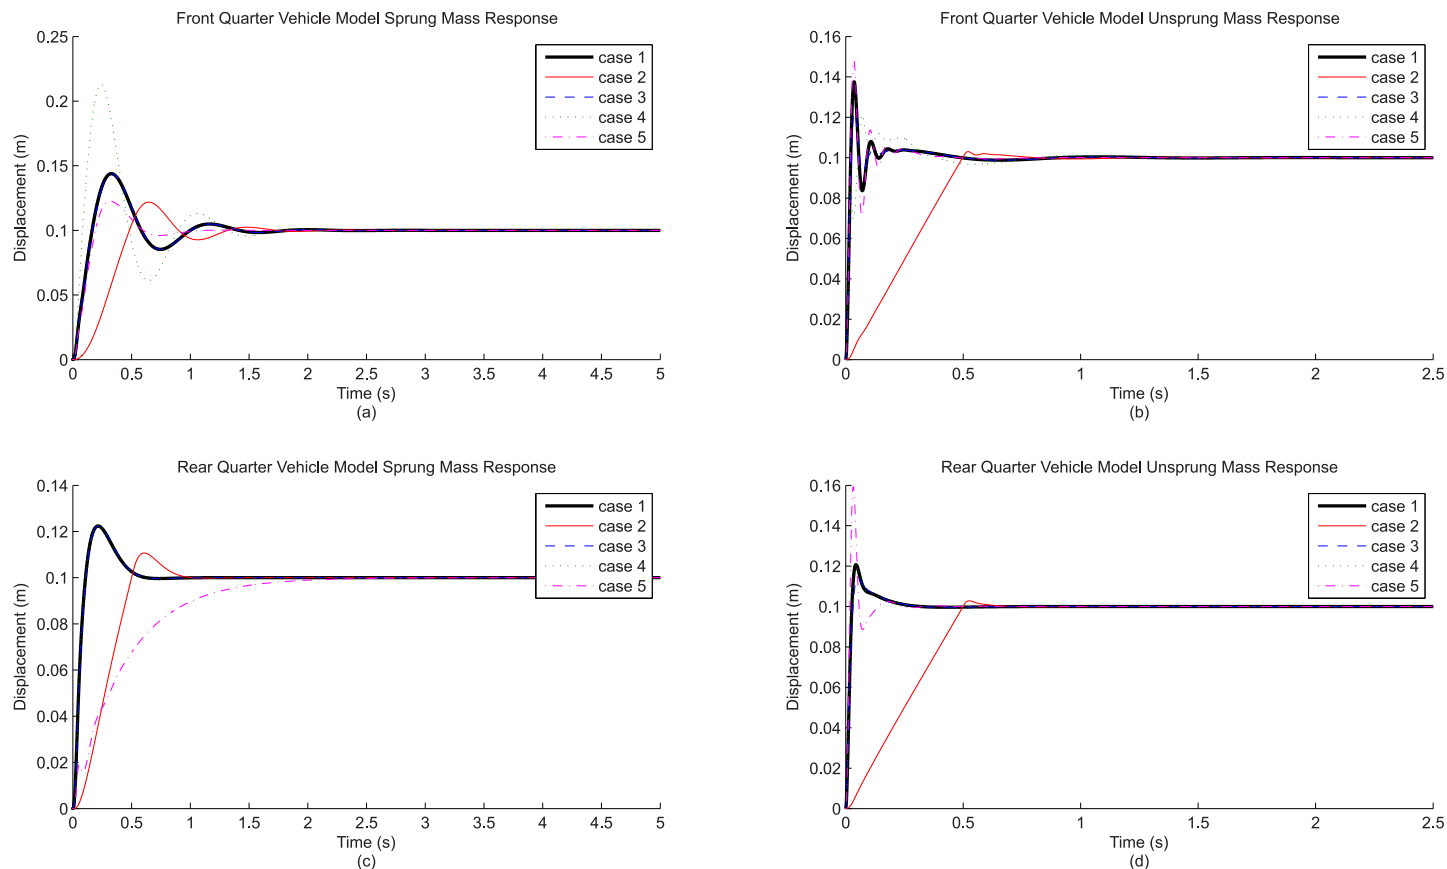 Front Quarter Vehicle Model Sprung Mass Response
0.25
0.2
0.15
0.1
0.05
0
Displacement (m)
case 1
case 2
case 3
case 4
case 5
0 0.5 1 1.5 2 2.5 3 3.5 4 4.5 5
Time (s)
(a)
Front Quarter Vehicle Model Unsprung Mass Response
0.16
0.14
0.12
0.1
0.08
0.06
0.04
0.02
0
Displacement (m)
case 1
case 2
case 3
case 4
case 5
0 0.5 1 1.5 2 2.5
Time (s)
(b)
Rear Quarter Vehicle Model Sprung Mass Response
0.14
0.12
0.1
0.08
0.06
0.04
0.02
0
Displacement (m)
case 1
case 2
case 3
case 4
case 5
0 0.5 1 1.5 2 2.5 3 3.5 4 4.5 5
Time (s)
(c)
Rear Quarter Vehicle Model Unsprung Mass Response
0.16
0.14
0.12
0.1
0.08
0.06
0.04
0.02
0
Displacement (m)
case 1
case 2
case 3
case 4
case 5
0 0.5 1 1.5 2 2.5
Time (s)
(d)